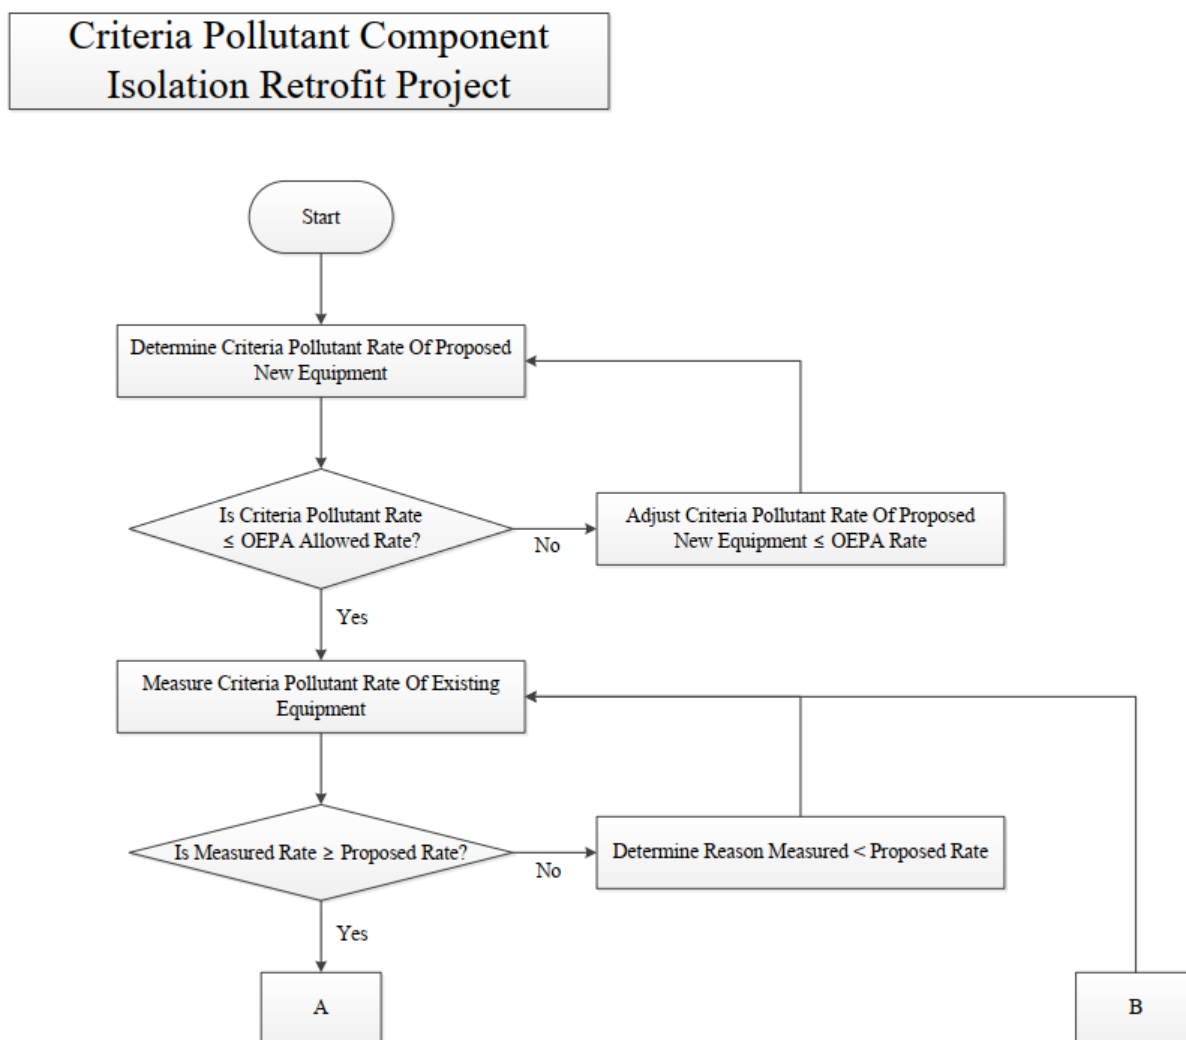 Criteria Pollutant Component
Isolation Retrofit Project
Start
Determine Criteria Pollutant Rate Of Proposed
New Equipment
Is Criteria Pollutant Rate
≤ OEPA Allowed Rate?
No
Adjust Criteria Pollutant Rate Of Proposed
New Equipment ≤ OEPA Rate
Yes
Measure Criteria Pollutant Rate Of Existing
Equipment
Is Measured Rate ≥ Proposed Rate?
No
Determine Reason Measured < Proposed Rate
Yes
A
B